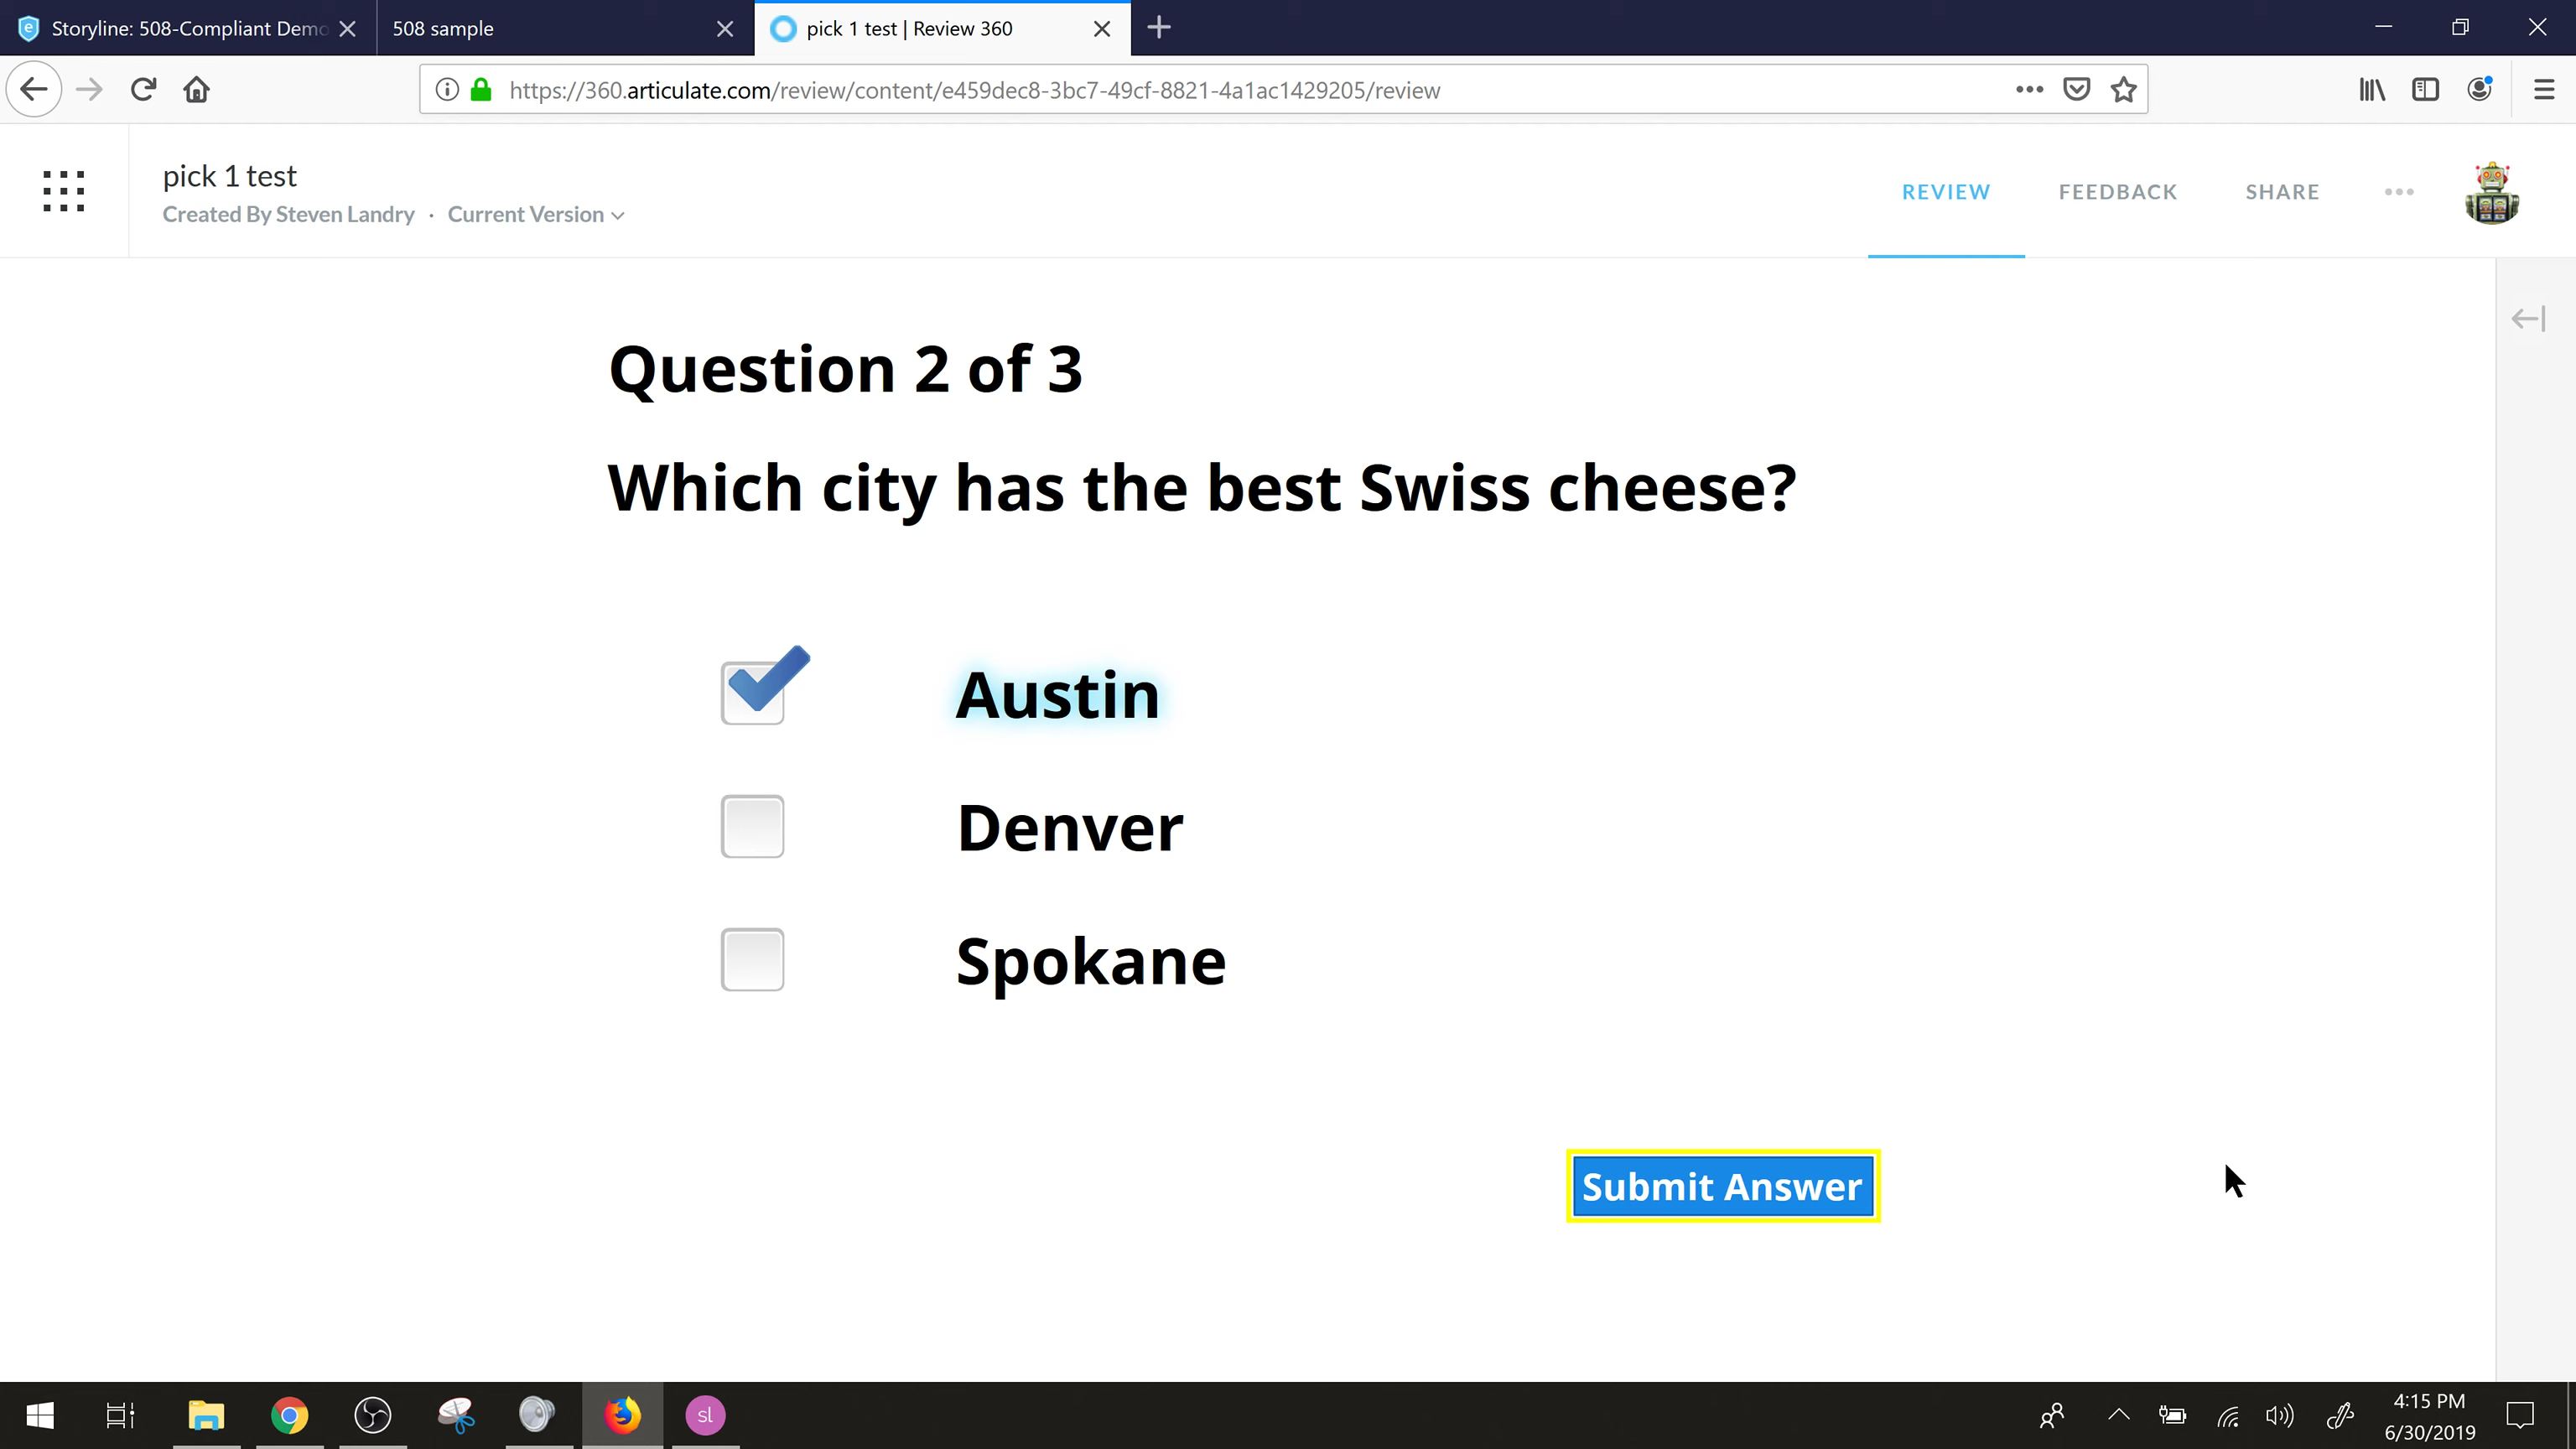 Storyline: 508-Compliant Demo
508 sample
pick 1 test | Review 360
https://360.articulate.com/review/content/e459dec8-3bc7-49cf-8821-4a1ac1429205/review
pick 1 test
Created By Steven Landry · Current Version
REVIEW FEEDBACK SHARE
Question 2 of 3
Which city has the best Swiss cheese?
Austin
Denver
Spokane
Submit Answer
sl
4:15 PM
6/30/2019